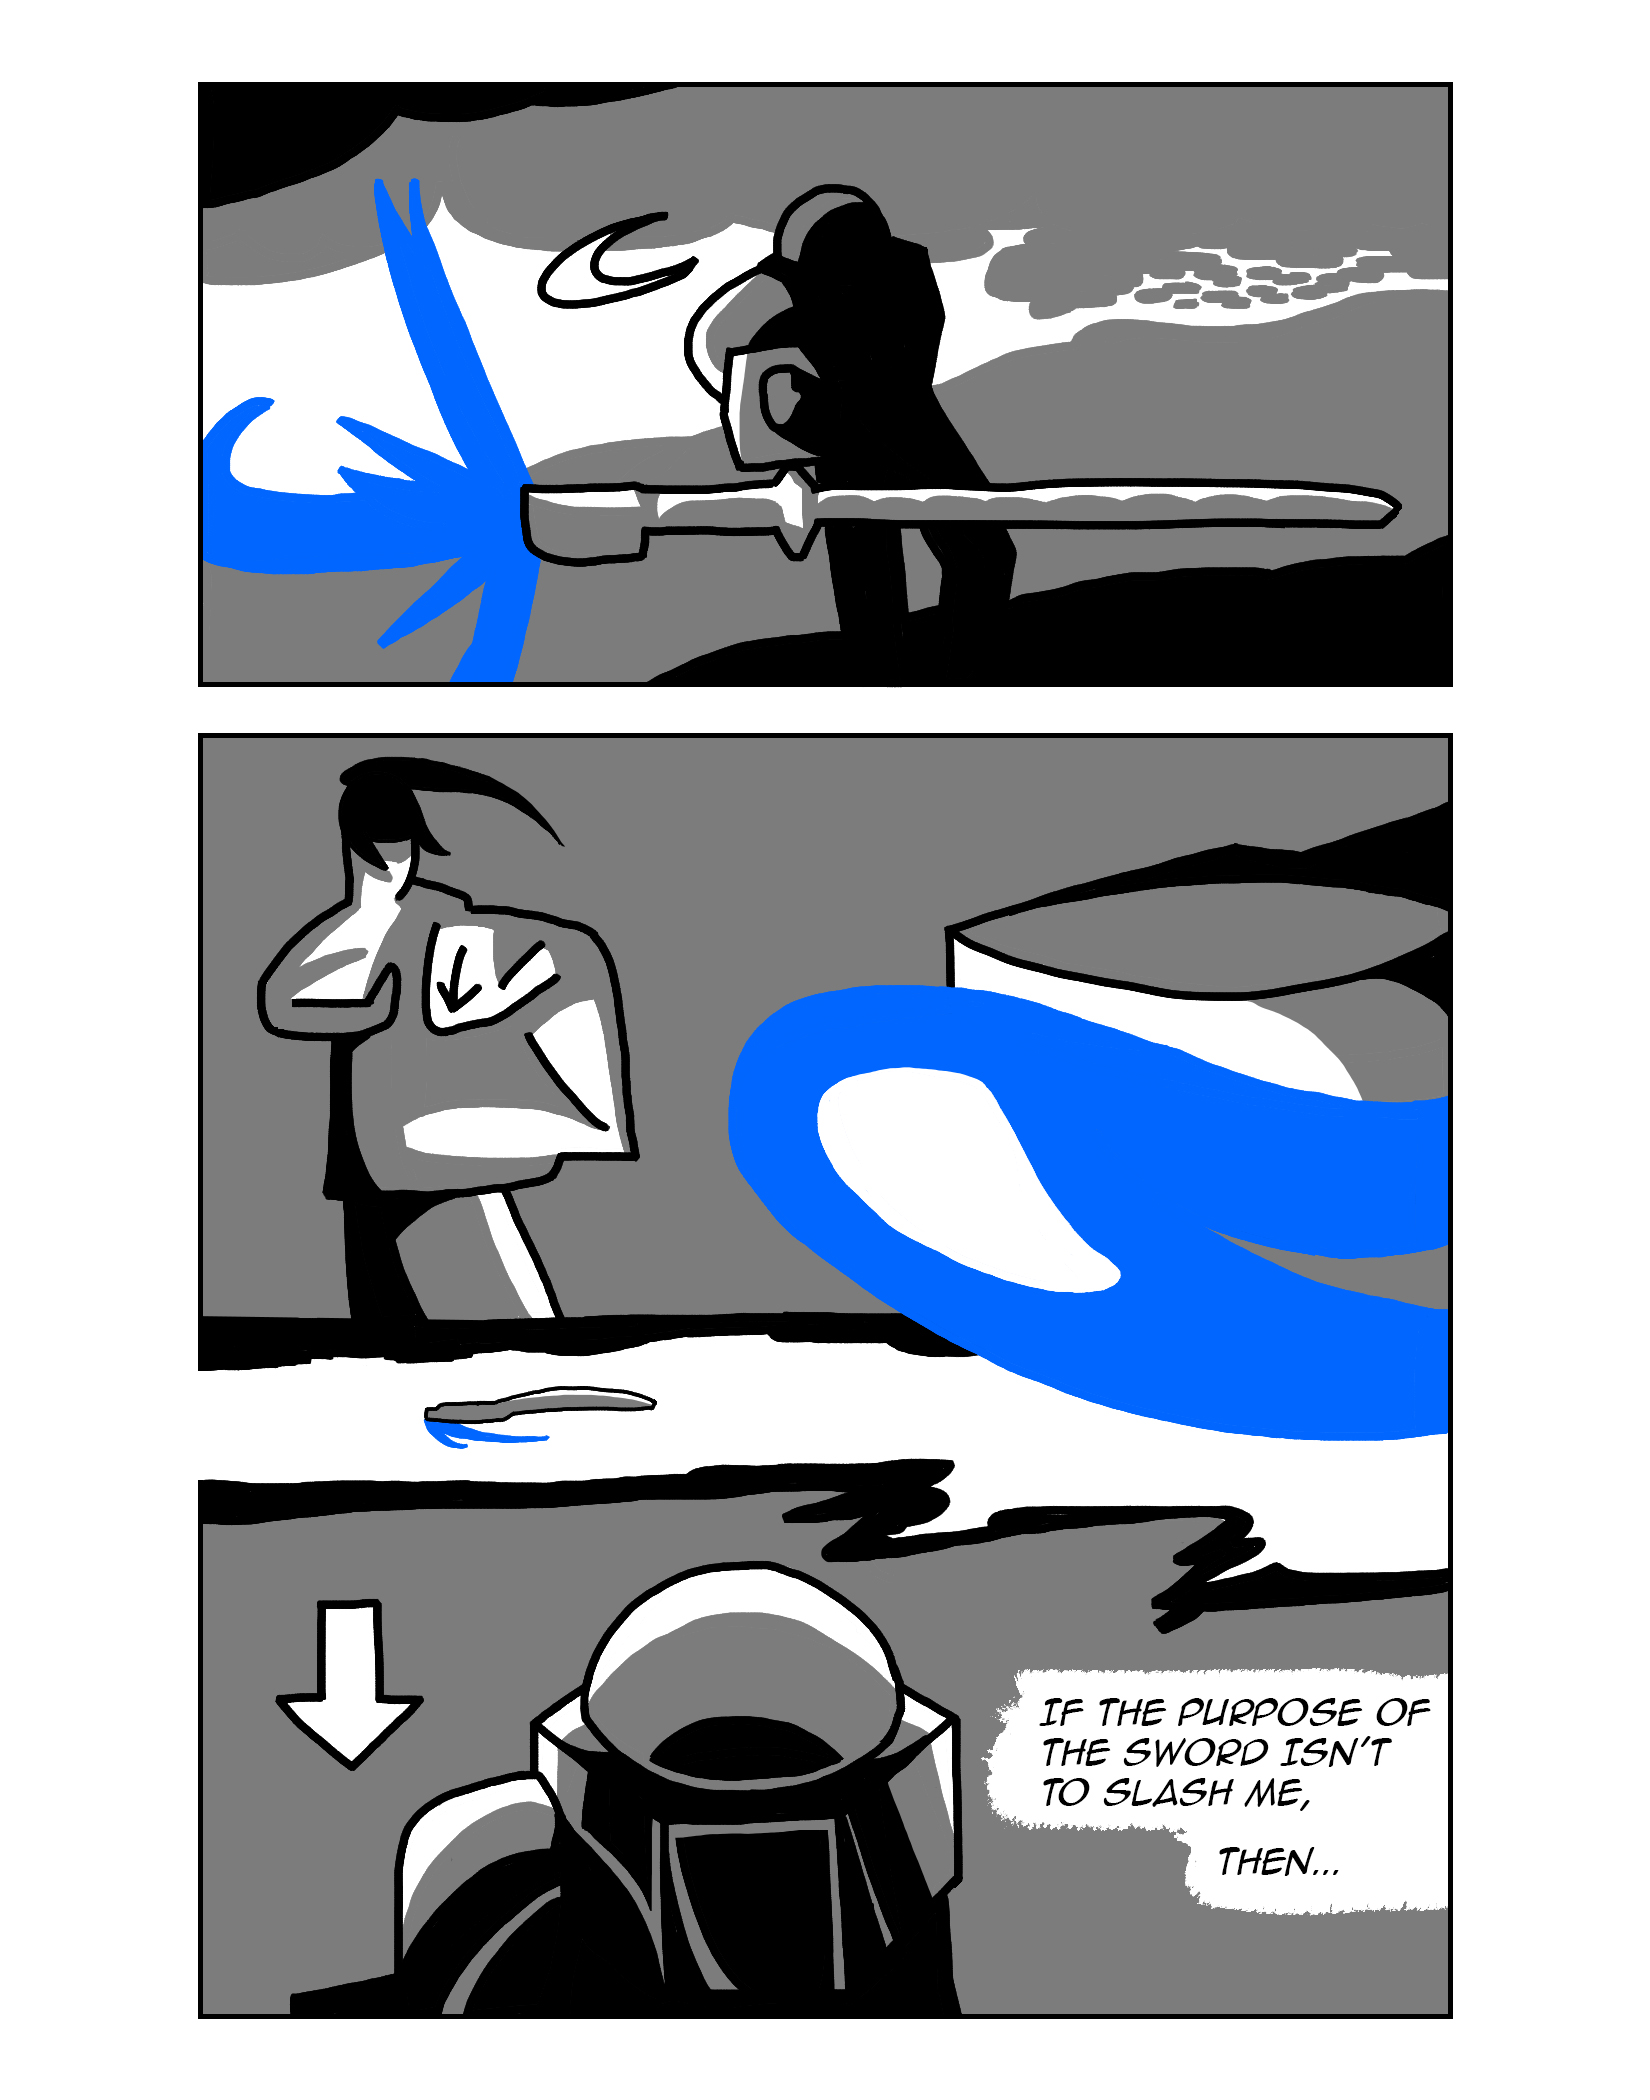 IF THE PURPOSE OF
THE SWORD ISN'T
TO SLASH ME,
THEN...